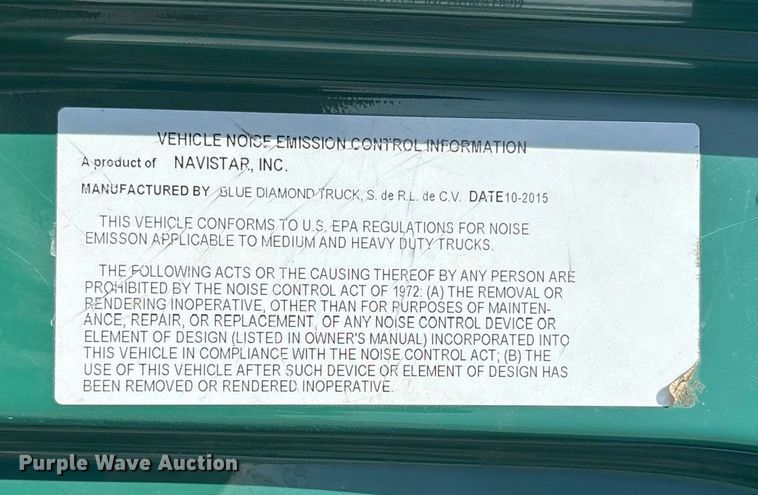 VEHICLE NOISE EMISSION CONTROL INFORMATION
A product of NAVISTAR, INC.
MANUFACTURED BY BLUE DIAMOND TRUCK, S. de R.L. de C.V. DATE 10-2015
THIS VEHICLE CONFORMS TO U.S. EPA REGULATIONS FOR NOISE
EMISSON APPLICABLE TO MEDIUM AND HEAVY DUTY TRUCKS.
THE FOLLOWING ACTS OR THE CAUSING THEREOF BY ANY PERSON ARE
PROHIBITED BY THE NOISE CONTROL ACT OF 1972: (A) THE REMOVAL OR
RENDERING INOPERATIVE, OTHER THAN FOR PURPOSES OF MAINTEN-
ANCE, REPAIR, OR REPLACEMENT, OF ANY NOISE CONTROL DEVICE OR
ELEMENT OF DESIGN (LISTED IN OWNER'S MANUAL) INCORPORATED INTO
THIS VEHICLE IN COMPLIANCE WITH THE NOISE CONTROL ACT; (B) THE
USE OF THIS VEHICLE AFTER SUCH DEVICE OR ELEMENT OF DESIGN HAS
BEEN REMOVED OR RENDERED INOPERATIVE.
Purple Wave Auction